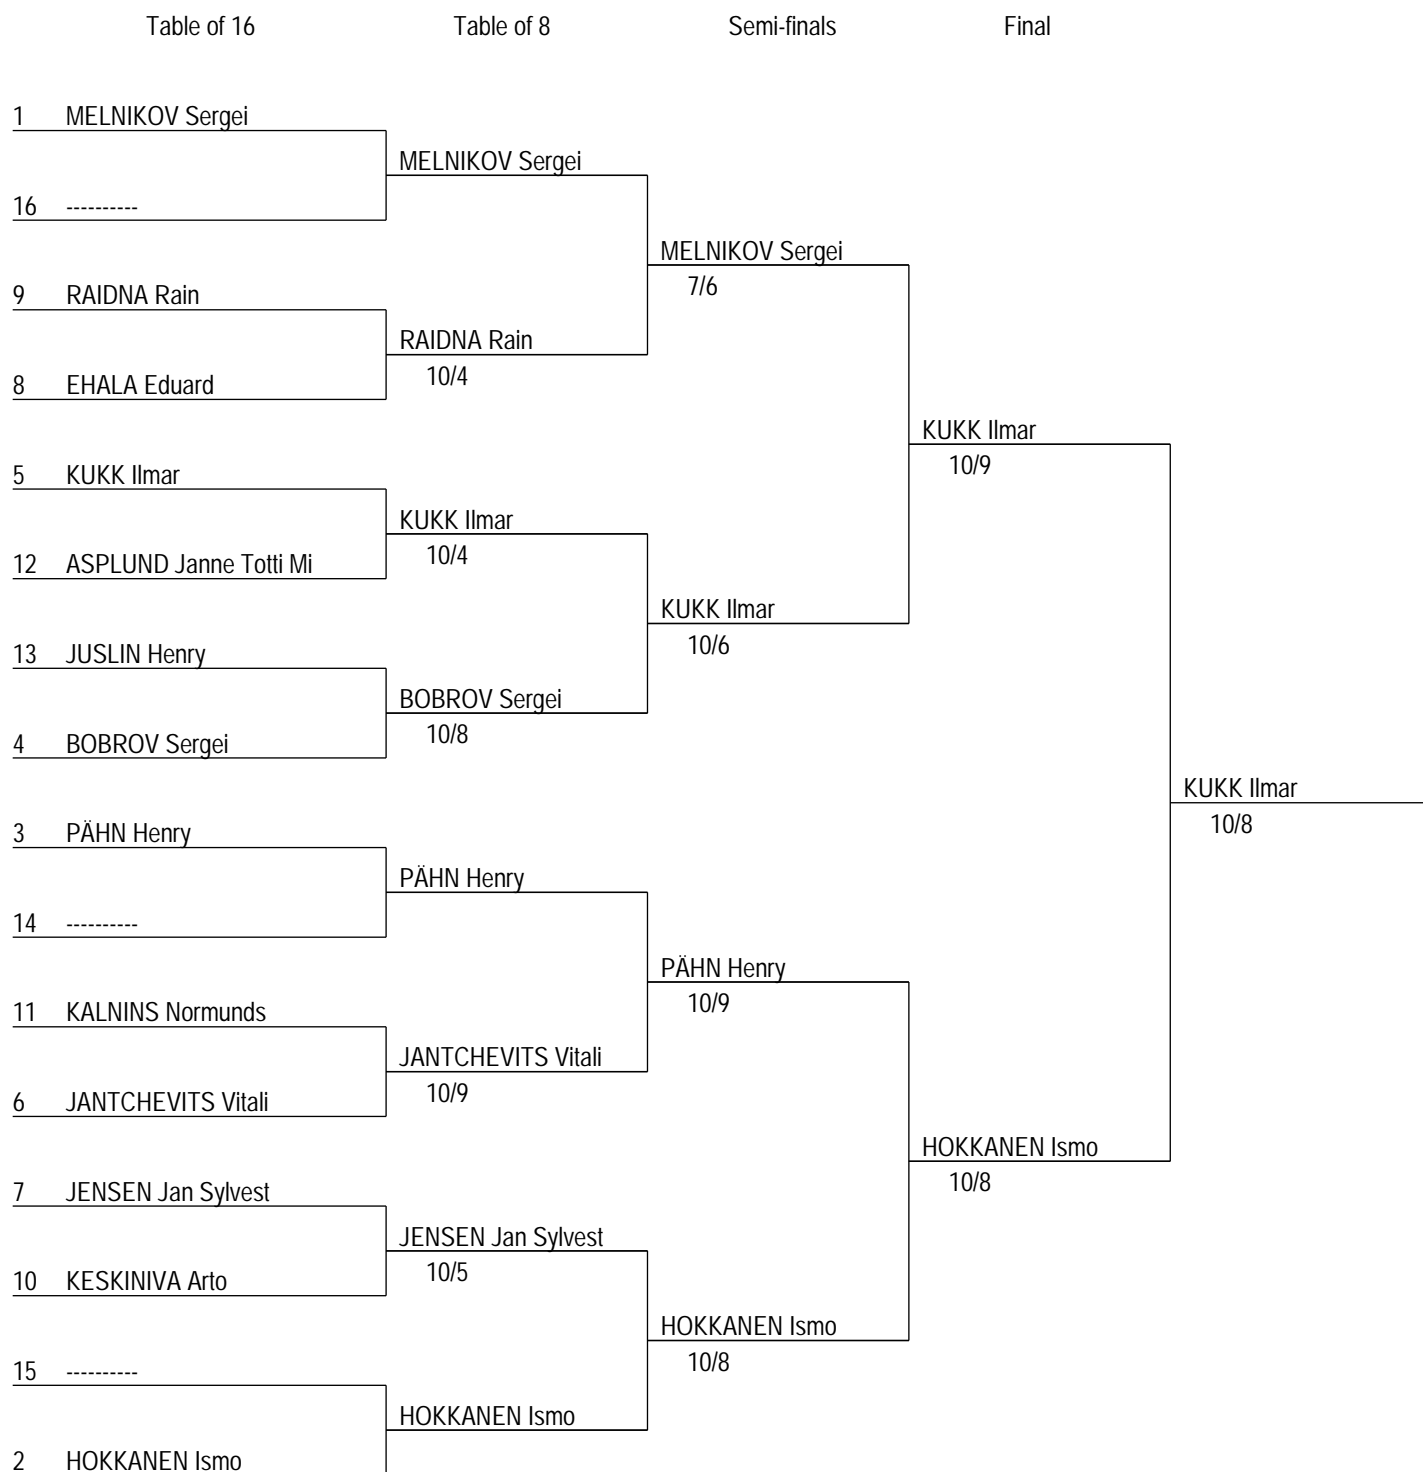 Table of 16 Table of 8 Semi-finals Final
1 MELNIKOV Sergei
MELNIKOV Sergei
16 ----------
MELNIKOV Sergei
7/6
9 RAIDNA Rain
RAIDNA Rain
10/4
8 EHALA Eduard
KUKK Ilmar
10/9
5 KUKK Ilmar
KUKK Ilmar
10/4
12 ASPLUND Janne Totti Mi
KUKK Ilmar
10/6
13 JUSLIN Henry
BOBROV Sergei
10/8
4 BOBROV Sergei
KUKK Ilmar
10/8
3 PÄHN Henry
PÄHN Henry
14 ----------
PÄHN Henry
10/9
11 KALNINS Normunds
JANTCHEVITS Vitali
10/9
6 JANTCHEVITS Vitali
HOKKANEN Ismo
10/8
7 JENSEN Jan Sylvest
JENSEN Jan Sylvest
10/5
10 KESKINIVA Arto
HOKKANEN Ismo
10/8
15 ----------
HOKKANEN Ismo
2 HOKKANEN Ismo